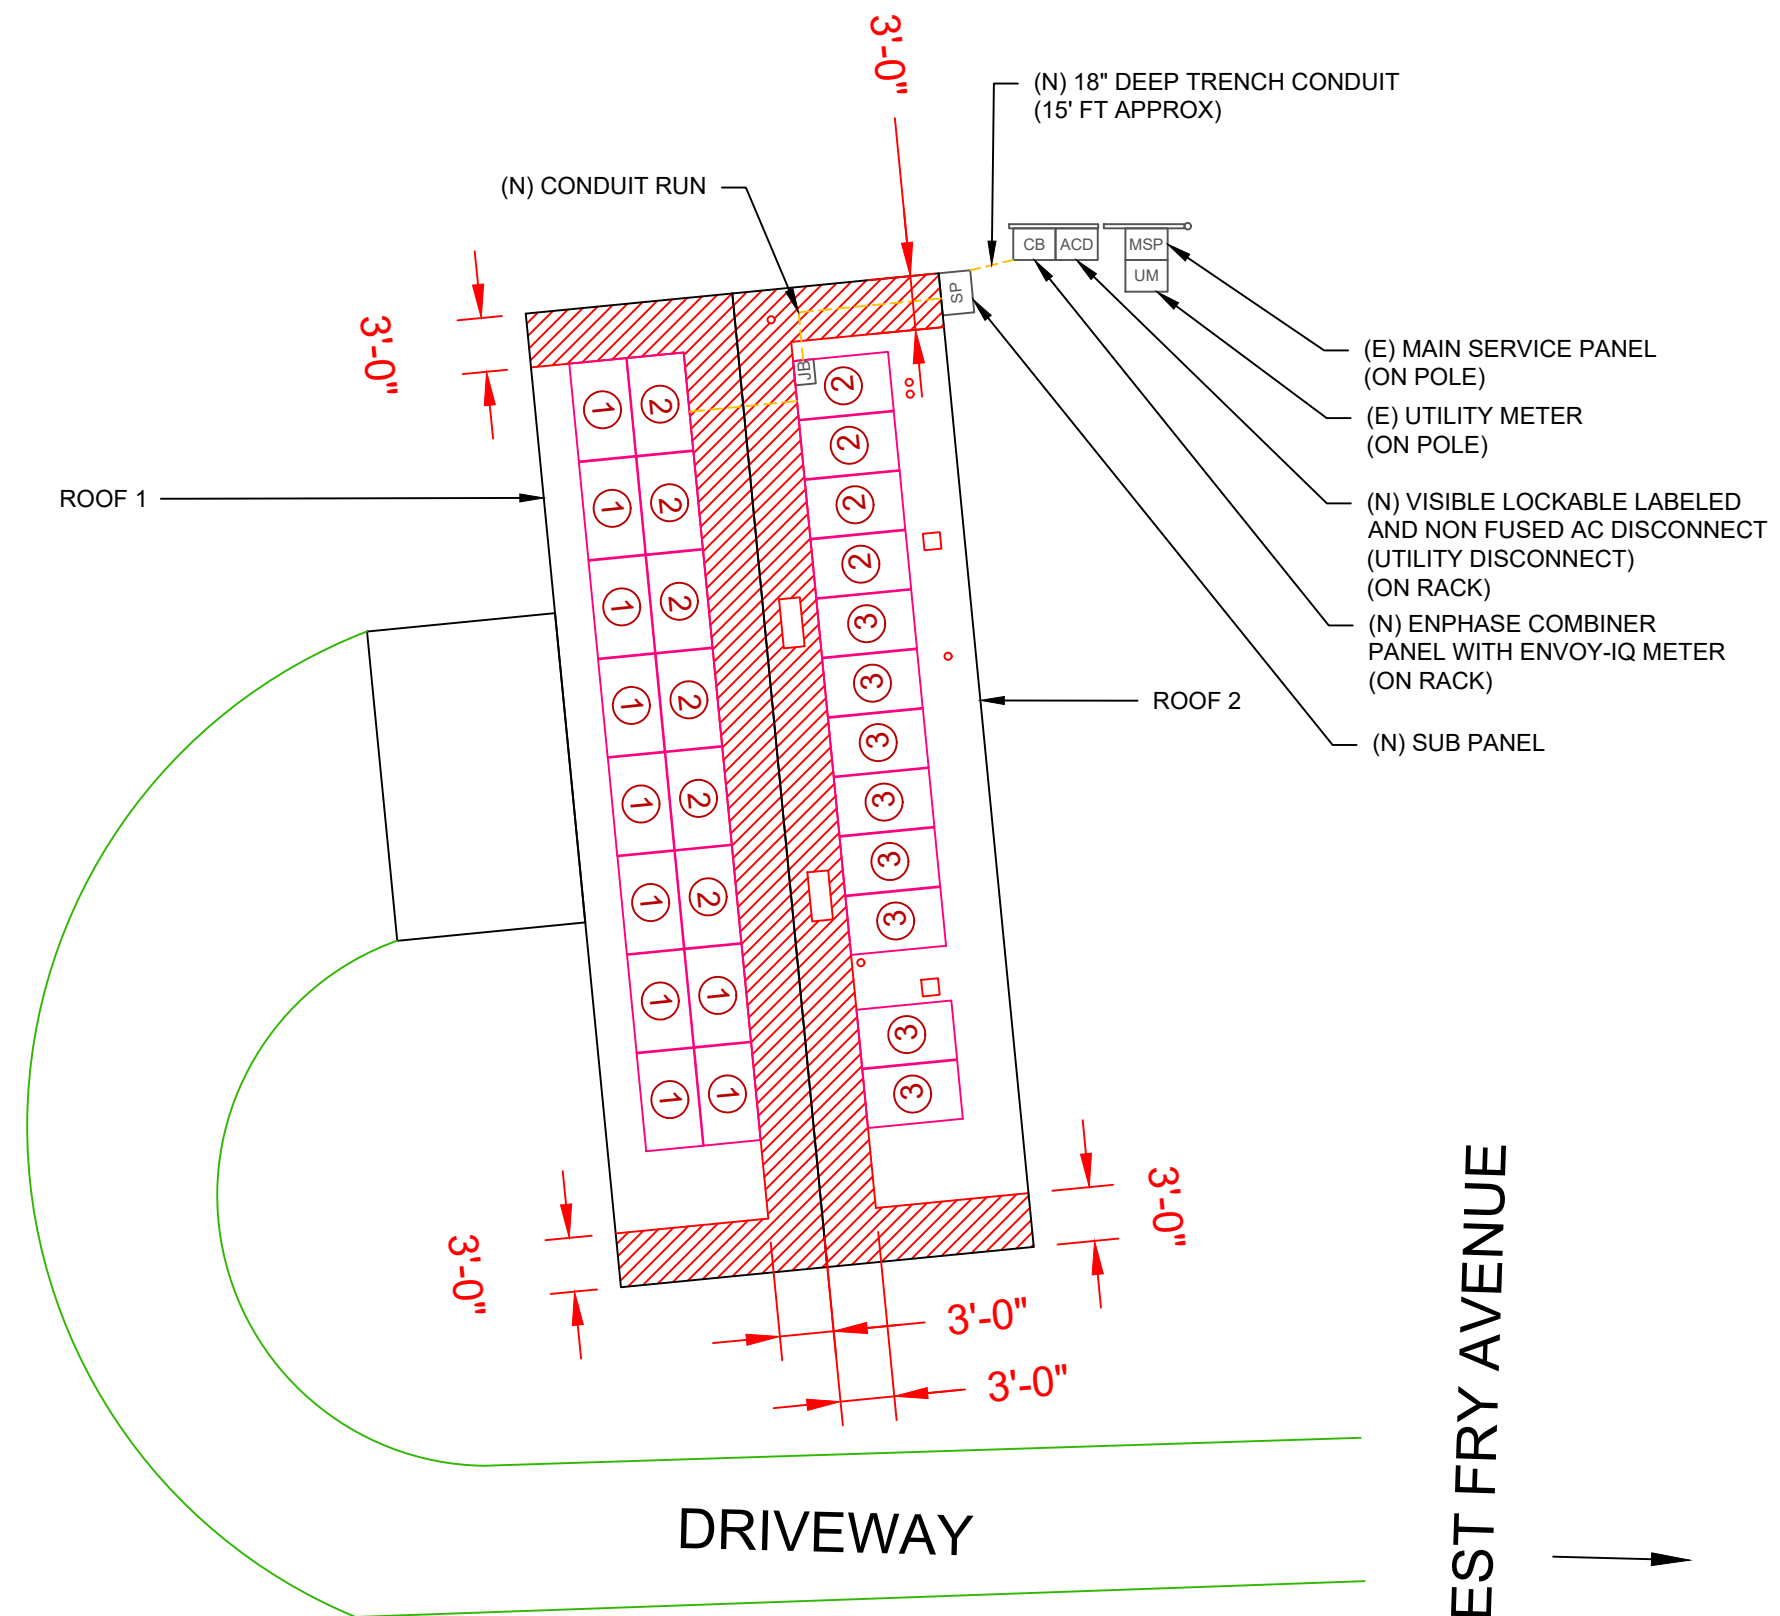 3'-0"
(N) 18" DEEP TRENCH CONDUIT
(15' FT APPROX)
(N) CONDUIT RUN
CB
ACD
MSP
UM
SP
JB
3'-0"
(E) MAIN SERVICE PANEL
(ON POLE)
(E) UTILITY METER
(ON POLE)
ROOF 1
(N) VISIBLE LOCKABLE LABELED
AND NON FUSED AC DISCONNECT
(UTILITY DISCONNECT)
(ON RACK)
(N) ENPHASE COMBINER
PANEL WITH ENVOY-IQ METER
(ON RACK)
ROOF 2
(N) SUB PANEL
1 2
1 2
1 2
1 2
1 2
1 2
1 1
1 1
2
2
2
2
3
3
3
3
3
3
3
3
3'-0"
3'-0"
3'-0"
3'-0"
DRIVEWAY
EST FRY AVENUE